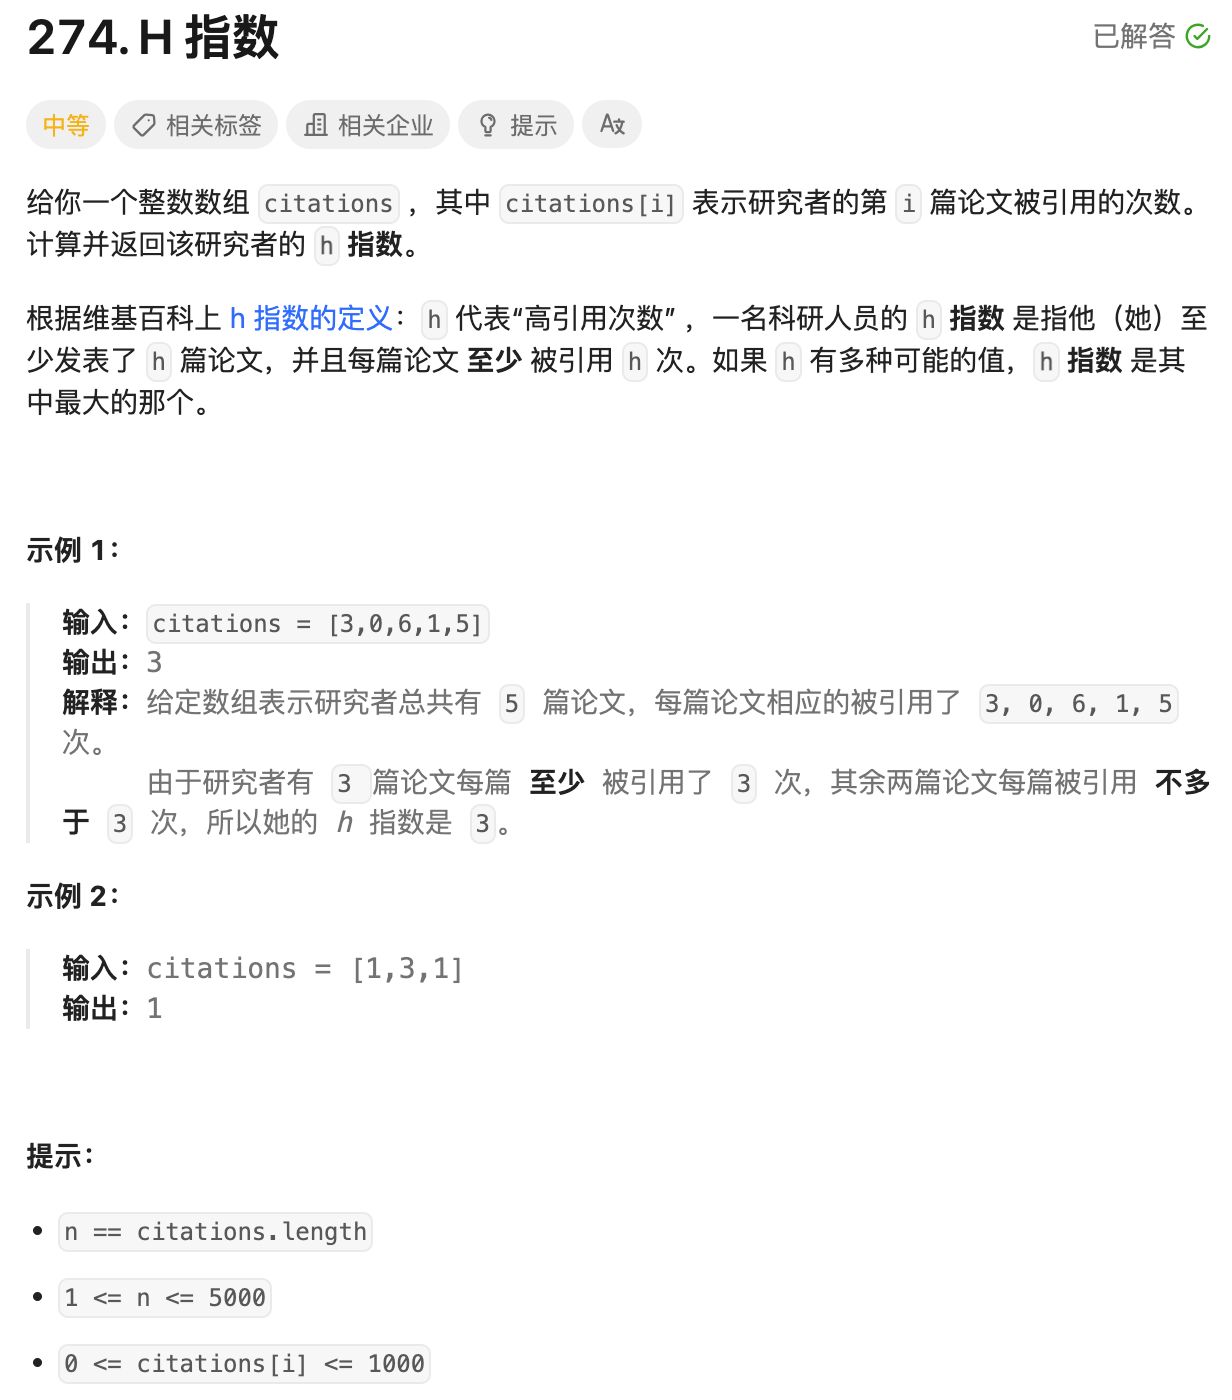 274. H 指数
已解答
中等
相关标签
相关企业
提示
给你一个整数数组 citations ，其中 citations[i] 表示研究者的第 i 篇论文被引用的次数。
计算并返回该研究者的 h 指数。
根据维基百科上 h 指数的定义：h 代表“高引用次数” ，一名科研人员的 h 指数 是指他（她）至
少发表了 h 篇论文，并且每篇论文 至少 被引用 h 次。如果 h 有多种可能的值，h 指数 是其
中最大的那个。
示例 1：
输入：citations = [3,0,6,1,5]
输出：3
解释：给定数组表示研究者总共有 5 篇论文，每篇论文相应的被引用了 3, 0, 6, 1, 5
次。
由于研究者有 3 篇论文每篇 至少 被引用了 3 次，其余两篇论文每篇被引用 不多
于 3 次，所以她的 h 指数是 3。
示例 2：
输入：citations = [1,3,1]
输出：1
提示：
n == citations.length
1 <= n <= 5000
0 <= citations[i] <= 1000